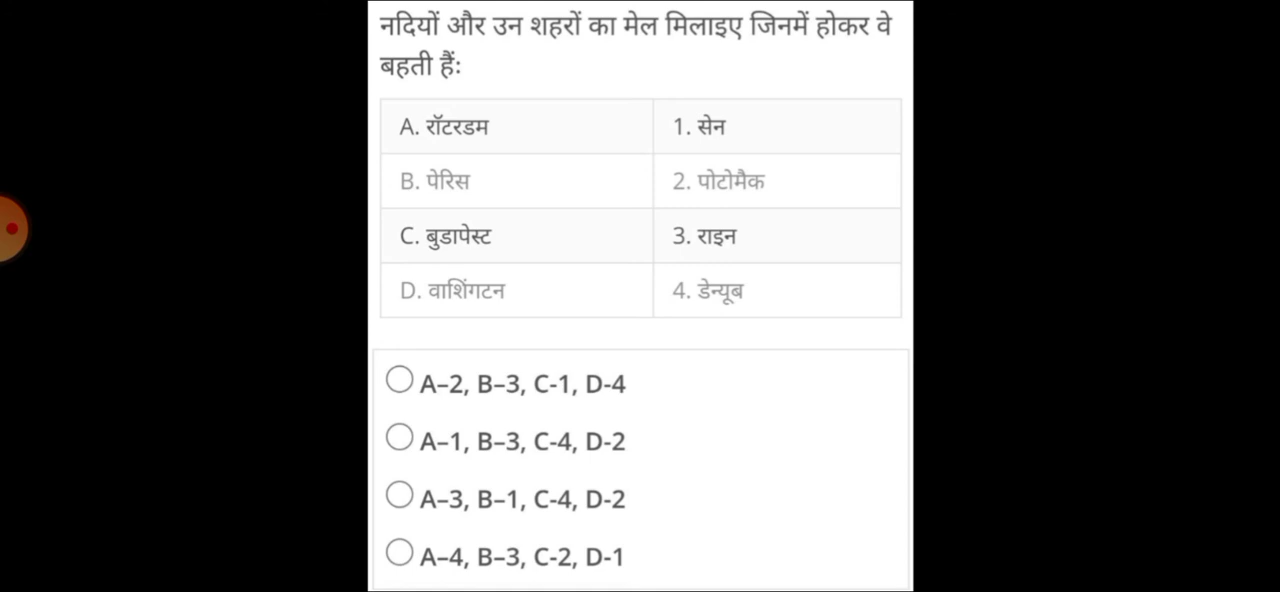 नदियों और उन शहरों का मेल मिलाइए जिनमें होकर वे
बहती हैंः
A. रॉटरडम 1. सेन
B. पेरिस 2. पोटोमैक
C. बुडापेस्ट 3. राइन
D. वाशिंगटन 4. डेन्यूब
A–2, B–3, C-1, D-4
A–1, B–3, C-4, D-2
A–3, B–1, C-4, D-2
A–4, B–3, C-2, D-1